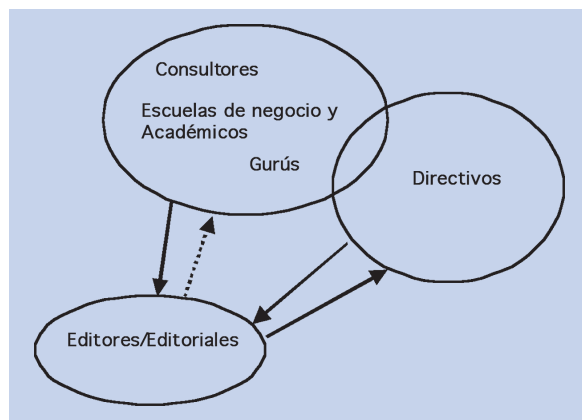 Consultores
Escuelas de negocio y
Académicos
Gurús
Directivos
Editores/Editoriales